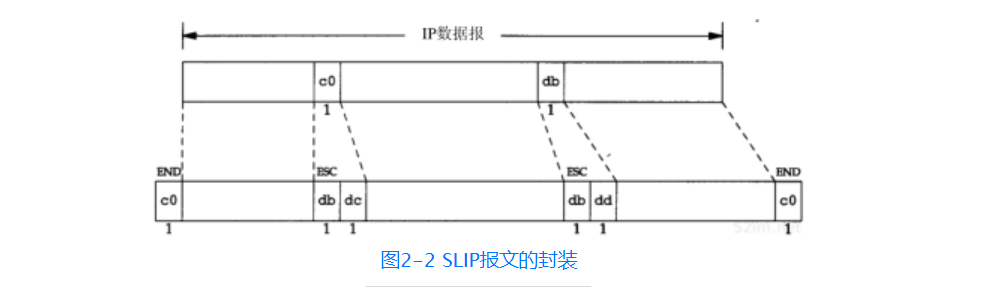 IP数据报
c0 db
1 1
END ESC ESC END
c0 db dc db dd c0
1 1 1 1 1 1
52im.net
图2-2 SLIP报文的封装